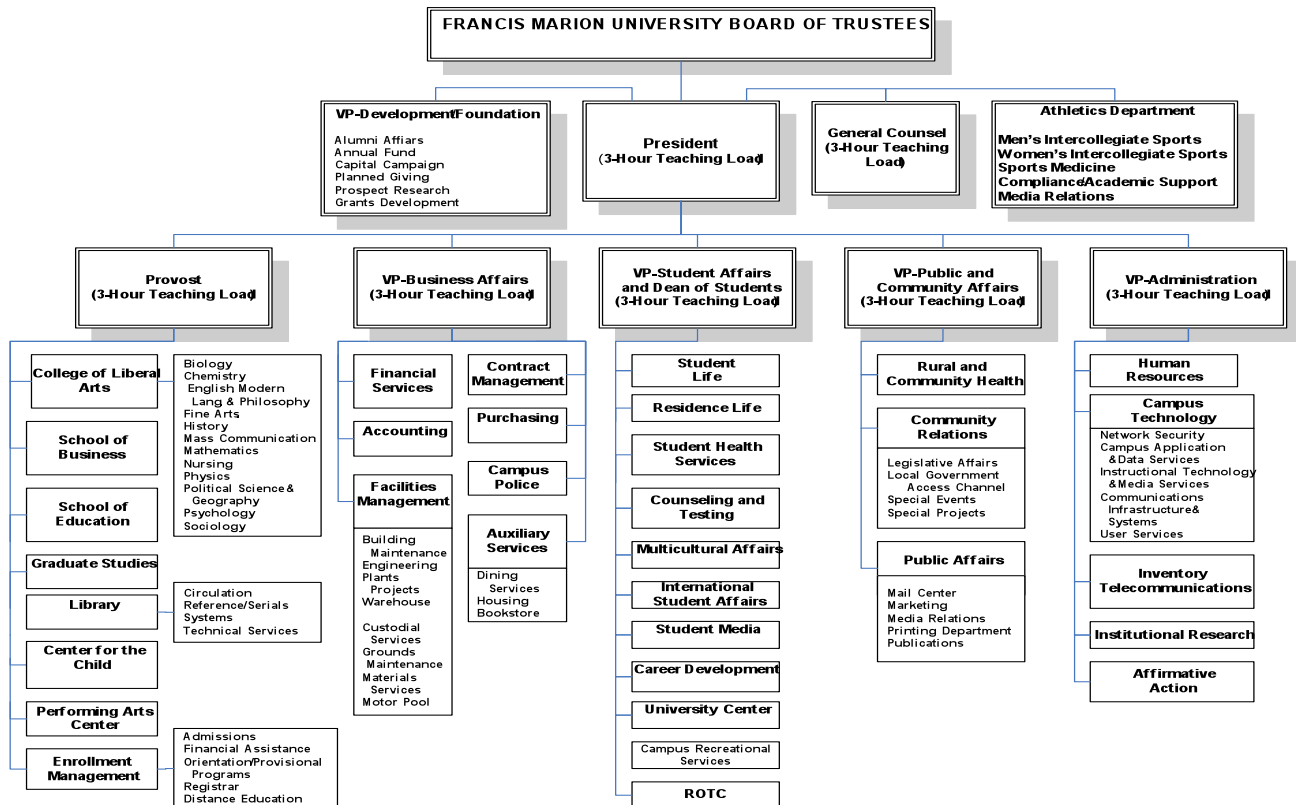 FRANCIS MARION UNIVERSITY BOARD OF TRUSTEES
VP-Development/Foundation
Alumni Affiars
Annual Fund
Capital Campaign
Planned Giving
Prospect Research
Grants Development
President
(3-Hour Teaching Load)
General Counsel
(3-Hour Teaching
Load)
Athletics Department
Men's Intercollegiate Sports
Women's Intercollegiate Sports
Sports Medicine
Compliance/Academic Support
Media Relations
Provost
(3-Hour Teaching Load)
VP-Business Affairs
(3-Hour Teaching Load)
VP-Student Affairs
and Dean of Students
(3-Hour Teaching Load)
VP-Public and
Community Affairs
(3-Hour Teaching Load)
VP-Administration
(3-Hour Teaching Load)
College of Liberal
Arts
Biology
Chemistry
English, Modern
Lang. & Philosophy
Fine Arts
History
Mass Communication
Mathematics
Nursing
Physics
Political Science &
Geography
Psychology
Sociology
School of
Business
School of
Education
Graduate Studies
Library
Circulation
Reference/Serials
Systems
Technical Services
Center for the
Child
Performing Arts
Center
Enrollment
Management
Admissions
Financial Assistance
Orientation/Provisional
Programs
Registrar
Distance Education
Financial
Services
Accounting
Facilities
Management
Building
Maintenance
Engineering
Plants
Projects
Warehouse
Custodial
Services
Grounds
Maintenance
Materials
Services
Motor Pool
Contract
Management
Purchasing
Campus
Police
Auxiliary
Services
Dining
Services
Housing
Bookstore
Student
Life
Residence Life
Student Health
Services
Counseling and
Testing
Multicultural Affairs
International
Student Affairs
Student Media
Career Development
University Center
Campus Recreational
Services
ROTC
Rural and
Community Health
Community
Relations
Legislative Affairs
Local Government
Access Channel
Special Events
Special Projects
Public Affairs
Mail Center
Marketing
Media Relations
Printing Department
Publications
Human
Resources
Campus
Technology
Network Security
Campus Application
& Data Services
Instructional Technology
& Media Services
Communications
Infrastructure &
Systems
User Services
Inventory
Telecommunications
Institutional Research
Affirmative
Action